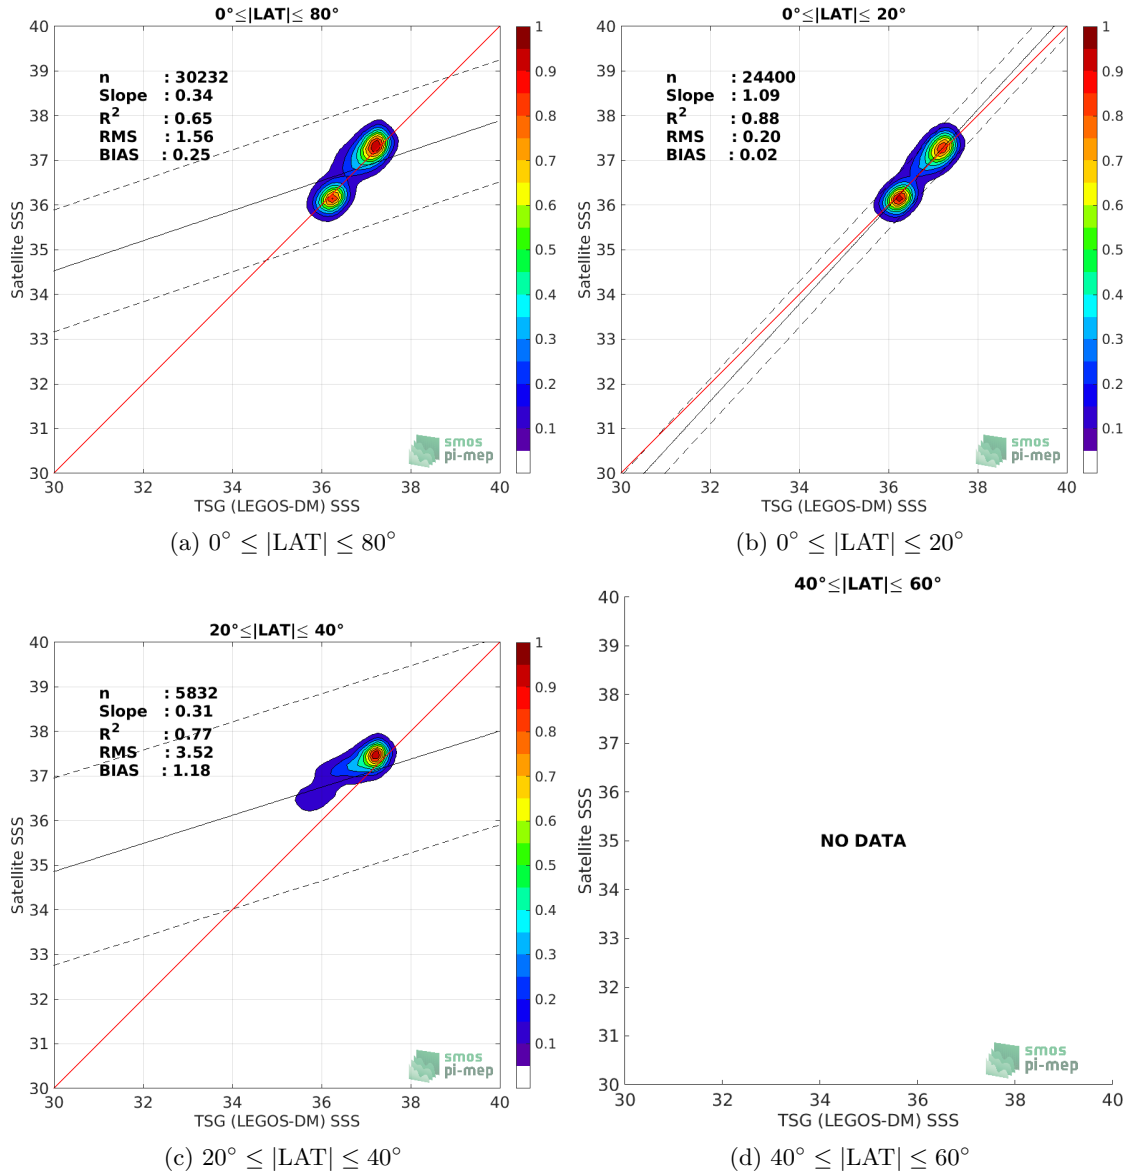 0°≤|LAT|≤ 80°
40
39
38
37
36
35
34
33
32
31
30
Satellite SSS
n : 30232
Slope : 0.34
R2 : 0.65
RMS : 1.56
BIAS : 0.25
smos
pi-mep
30 32 34 36 38 40
TSG (LEGOS-DM) SSS
1
0.9
0.8
0.7
0.6
0.5
0.4
0.3
0.2
0.1
(a) 0° ≤ |LAT| ≤ 80°
0°≤|LAT|≤ 20°
40
39
38
37
36
35
34
33
32
31
30
Satellite SSS
n : 24400
Slope : 1.09
R2 : 0.88
RMS : 0.20
BIAS : 0.02
smos
pi-mep
30 32 34 36 38 40
TSG (LEGOS-DM) SSS
1
0.9
0.8
0.7
0.6
0.5
0.4
0.3
0.2
0.1
(b) 0° ≤ |LAT| ≤ 20°
20°≤|LAT|≤ 40°
40
39
38
37
36
35
34
33
32
31
30
Satellite SSS
n : 5832
Slope : 0.31
R2 : 0.77
RMS : 3.52
BIAS : 1.18
smos
pi-mep
30 32 34 36 38 40
TSG (LEGOS-DM) SSS
1
0.9
0.8
0.7
0.6
0.5
0.4
0.3
0.2
0.1
(c) 20° ≤ |LAT| ≤ 40°
40°≤|LAT|≤ 60°
40
39
38
37
36
35
34
33
32
31
30
Satellite SSS
NO DATA
smos
pi-mep
30 32 34 36 38 40
TSG (LEGOS-DM) SSS
(d) 40° ≤ |LAT| ≤ 60°